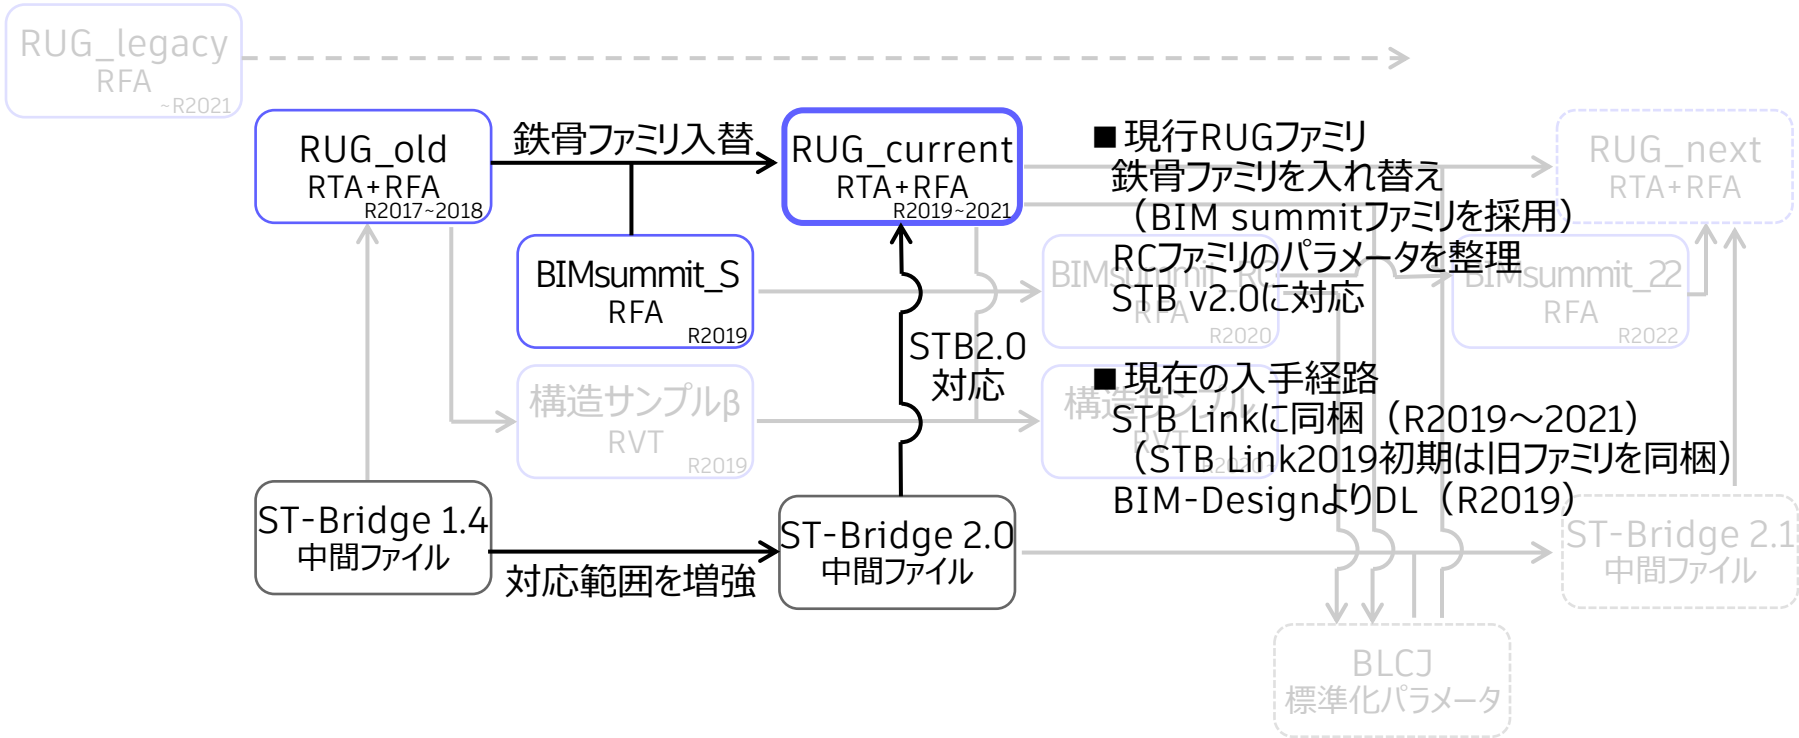 RUG_legacy
RFA
~R2021
RUG_old
RTA+RFA
R2017~2018
鉄骨ファミリ入替
RUG_current
RTA+RFA
R2019~2021
■現行RUGファミリ
鉄骨ファミリを入れ替え
（BIM summitファミリを採用）
RCファミリのパラメータを整理
STB v2.0に対応
RUG_next
RTA+RFA
BIMsummit_S
RFA
R2019
BIMsummit_RC
RFA
R2020
BIMsummit_22
RFA
R2022
STB2.0
対応
■現在の入手経路
STB Linkに同梱（R2019～2021）
（STB Link2019初期は旧ファミリを同梱）
BIM-DesignよりDL（R2019）
構造サンプルβ
RVT
R2019
構造サンプル
RVT
R2020~
ST-Bridge 1.4
中間ファイル
対応範囲を増強
ST-Bridge 2.0
中間ファイル
ST-Bridge 2.1
中間ファイル
BLCJ
標準化パラメータ